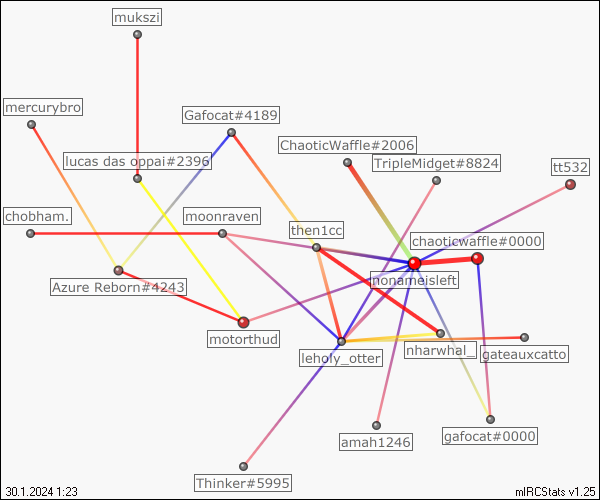 mukszi
mercurybro
Gafocat#4189
ChaoticWaffle#2006
lucas das oppai#2396
TripleMidget#8824
tt532
chobham.
moonraven
then1cc
chaoticwaffle#0000
Azure Reborn#4243
nonameisleft
motorthud
leholy_otter
nharwhal_
gateauxcatto
amah1246
gafocat#0000
Thinker#5995
30.1.2024 1:23
mIRCStats v1.25